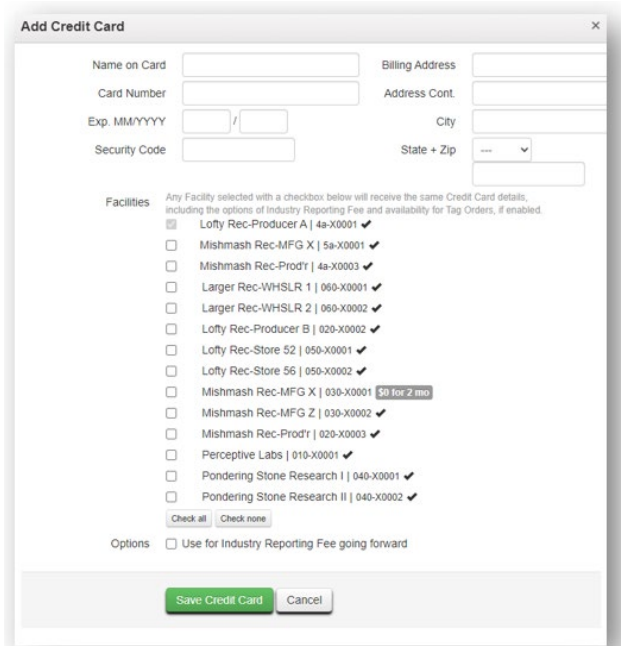 Add Credit Card ×
Name on Card Billing Address
Card Number Address Cont.
Exp. MM/YYYY / City
Security Code State + Zip ---
Facilities Any Facility selected with a checkbox below will receive the same Credit Card details,
including the options of Industry Reporting Fee and availability for Tag Orders, if enabled.
Lofty Rec-Producer A | 4a-X0001 ✔
Mishmash Rec-MFG X | 5a-X0001 ✔
Mishmash Rec-Prod'r | 4a-X0003 ✔
Larger Rec-WHSLR 1 | 060-X0001 ✔
Larger Rec-WHSLR 2 | 060-X0002 ✔
Lofty Rec-Producer B | 020-X0002 ✔
Lofty Rec-Store 52 | 050-X0001 ✔
Lofty Rec-Store 56 | 050-X0002 ✔
Mishmash Rec-MFG X | 030-X0001 $0 for 2 mo
Mishmash Rec-MFG Z | 030-X0002 ✔
Mishmash Rec-Prod'r | 020-X0003 ✔
Perceptive Labs | 010-X0001 ✔
Pondering Stone Research I | 040-X0001 ✔
Pondering Stone Research II | 040-X0002 ✔
Check all Check none
Options Use for Industry Reporting Fee going forward
Save Credit Card Cancel